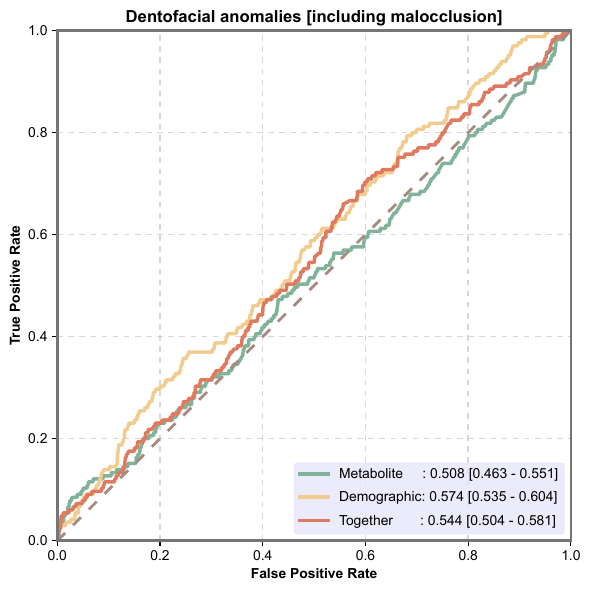 Dentofacial anomalies [including malocclusion]
True Positive Rate
1.0
0.8
0.6
0.4
0.2
0.0
Metabolite : 0.508 [0.463 - 0.551]
Demographic: 0.574 [0.535 - 0.604]
Together : 0.544 [0.504 - 0.581]
0.0 0.2 0.4 0.6 0.8 1.0
False Positive Rate